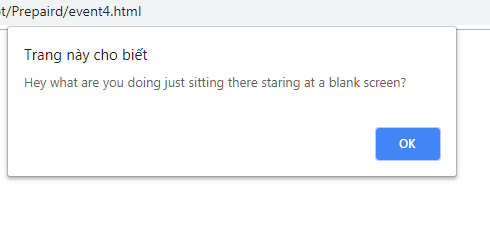 ot/Prepaird/event4.html
Trang này cho biết
Hey what are you doing just sitting there staring at a blank screen?
OK